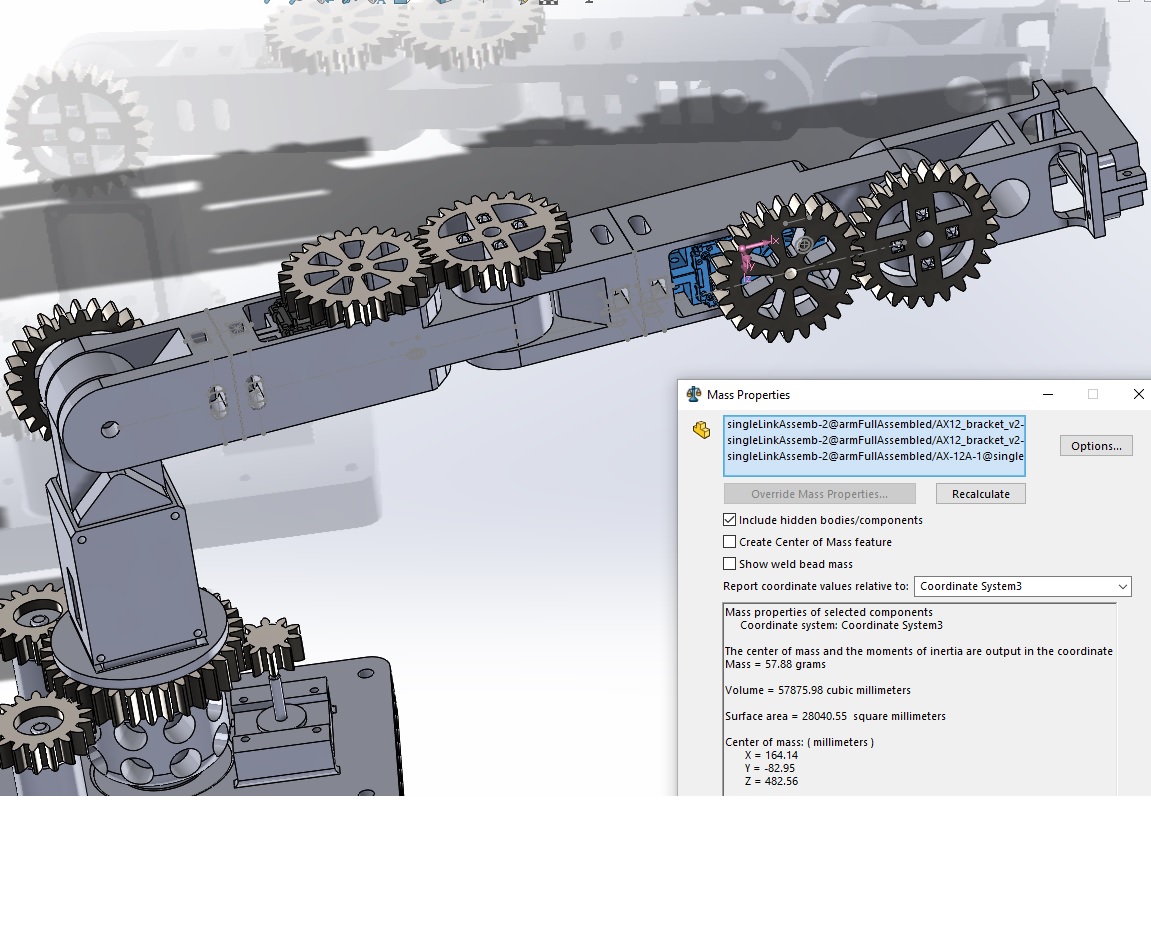 Mass Properties
singleLinkAssemb-2@armFullAssembled/AX12_bracket_v2-
singleLinkAssemb-2@armFullAssembled/AX12_bracket_v2-
singleLinkAssemb-2@armFullAssembled/AX-12A-1@single
Options...
Override Mass Properties...
Recalculate
Include hidden bodies/components
Create Center of Mass feature
Show weld bead mass
Report coordinate values relative to: Coordinate System3
Mass properties of selected components
Coordinate system: Coordinate System3
The center of mass and the moments of inertia are output in the coordinate
Mass = 57.88 grams
Volume = 57875.98 cubic millimeters
Surface area = 28040.55 square millimeters
Center of mass: ( millimeters )
X = 164.14
Y = -82.95
Z = 482.56